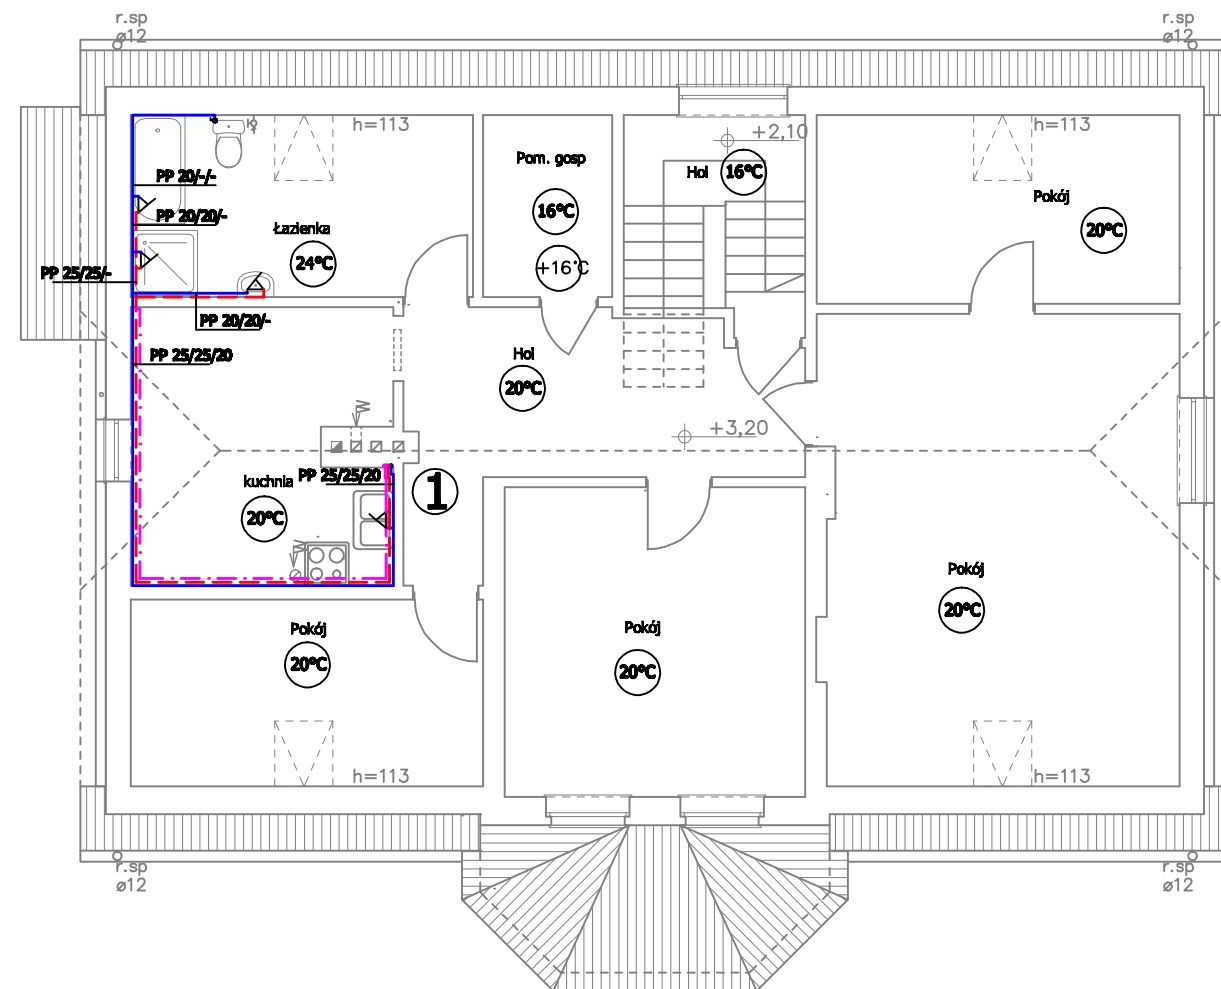 r.sp
ø12
r.sp
ø12
h=113
+2,10
h=113
Pom. gosp
Hol
16°C
PP 20/-/-
Pokój
16°C
PP 20/20/-
Łazienka
20°C
24°C
+16°C
PP 25/25/-
PP 20/20/-
PP 25/25/20
Hol
20°C
W
+3,20
PP 25/25/20
kuchnia
1
20°C
W
Pokój
20°C
Pokój
20°C
Pokój
20°C
h=113
h=113
r.sp
ø12
r.sp
ø12